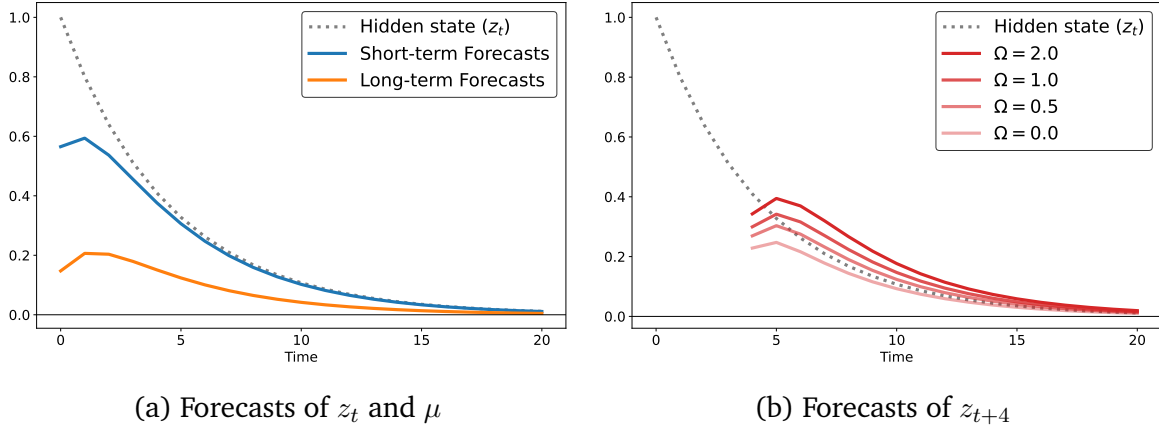 1.0
0.8
0.6
0.4
0.2
0.0
0
5
10
15
20
Time
Hidden state (z_t)
Short-term Forecasts
Long-term Forecasts
(a) Forecasts of z_t and μ
1.0
0.8
0.6
0.4
0.2
0.0
0
5
10
15
20
Time
Hidden state (z_t)
Ω = 2.0
Ω = 1.0
Ω = 0.5
Ω = 0.0
(b) Forecasts of z_{t+4}